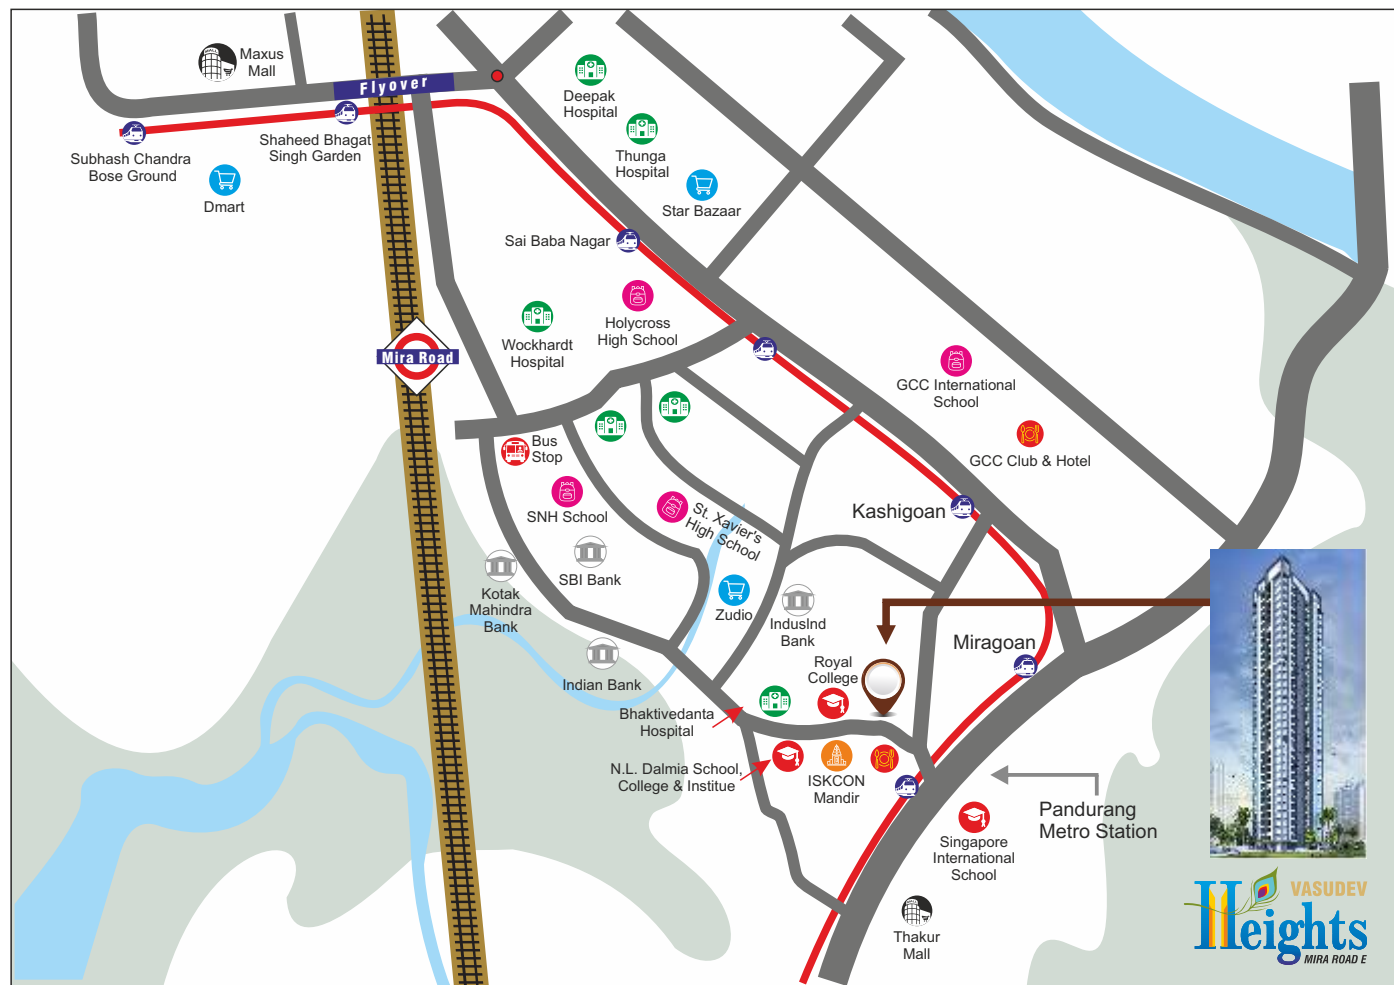 Maxus
Mall
Flyover
Deepak
Hospital
Subhash Chandra
Bose Ground
Shaheed Bhagat
Singh Garden
Thunga
Hospital
Dmart
Star Bazaar
Sai Baba Nagar
Holycross
High School
Wockhardt
Hospital
Mira Road
GCC International
School
GCC Club & Hotel
Bus
Stop
SNH School
St. Xavier's
High School
Kashigoan
SBI Bank
Kotak
Mahindra
Bank
Zudio
IndusInd
Bank
Miragoan
Royal
College
Indian Bank
Bhaktivedanta
Hospital
N.L. Dalmia School,
College & Institue
ISKCON
Mandir
Pandurang
Metro Station
Singapore
International
School
Thakur
Mall
VASUDEV
Heights
MIRA ROAD E